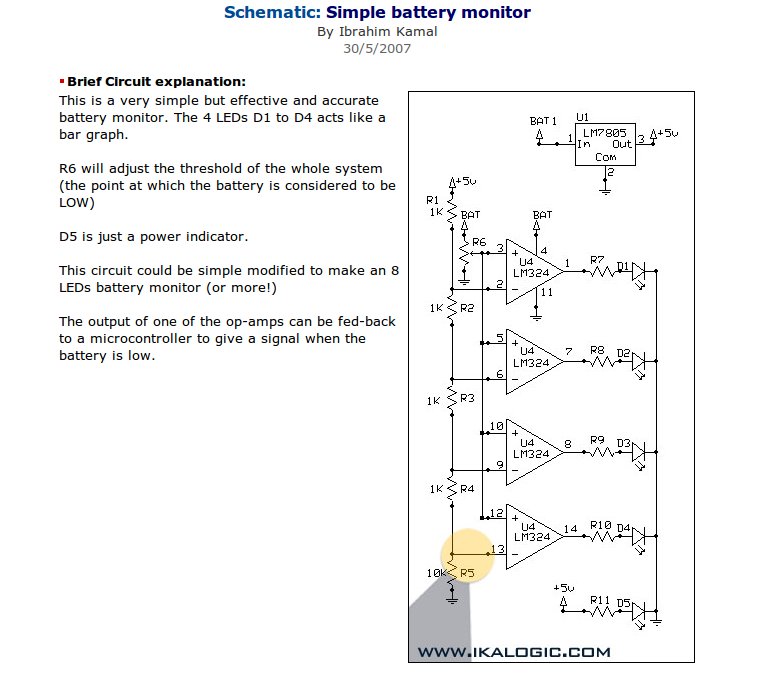 Schematic: Simple battery monitor
By Ibrahim Kamal
30/5/2007
Brief Circuit explanation:
This is a very simple but effective and accurate
battery monitor. The 4 LEDs D1 to D4 acts like a
bar graph.
R6 will adjust the threshold of the whole system
(the point at which the battery is considered to be
LOW)
D5 is just a power indicator.
This circuit could be simple modified to make an 8
LEDs battery monitor (or more!)
The output of one of the op-amps can be fed-back
to a microcontroller to give a signal when the
battery is low.
BAT1
U1
LM7805
1 In Out 3
+5v
Com
2
+5v
R1
1K
BAT
BAT
R6
3
+
4
U4
LM324
1
R7
D1
2
-
11
1K
R2
5
+
U4
LM324
7
R8
D2
6
-
1K
R3
10
+
U4
LM324
8
R9
D3
9
-
1K
R4
12
+
U4
LM324
14
R10
D4
13
-
10K
R5
+5v
R11
D5
WWW.IKALOGIC.COM